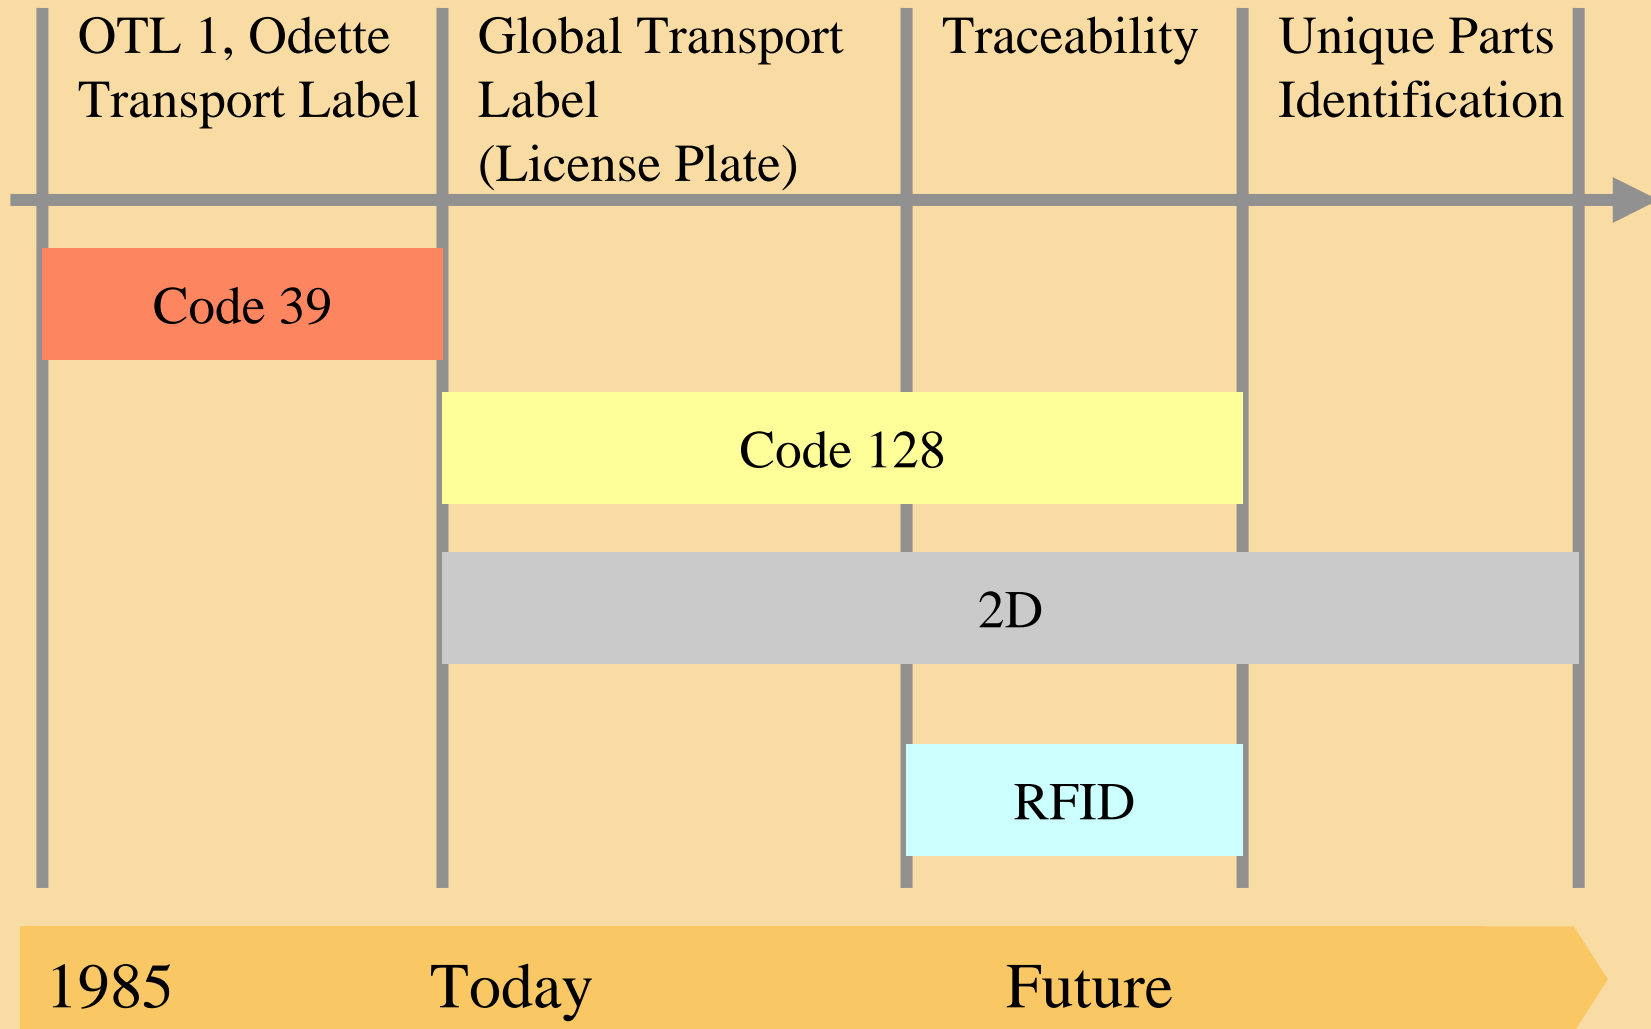 OTL 1, Odette
Transport Label
Global Transport
Label
(License Plate)
Traceability
Unique Parts
Identification
Code 39
Code 128
2D
RFID
1985 Today Future